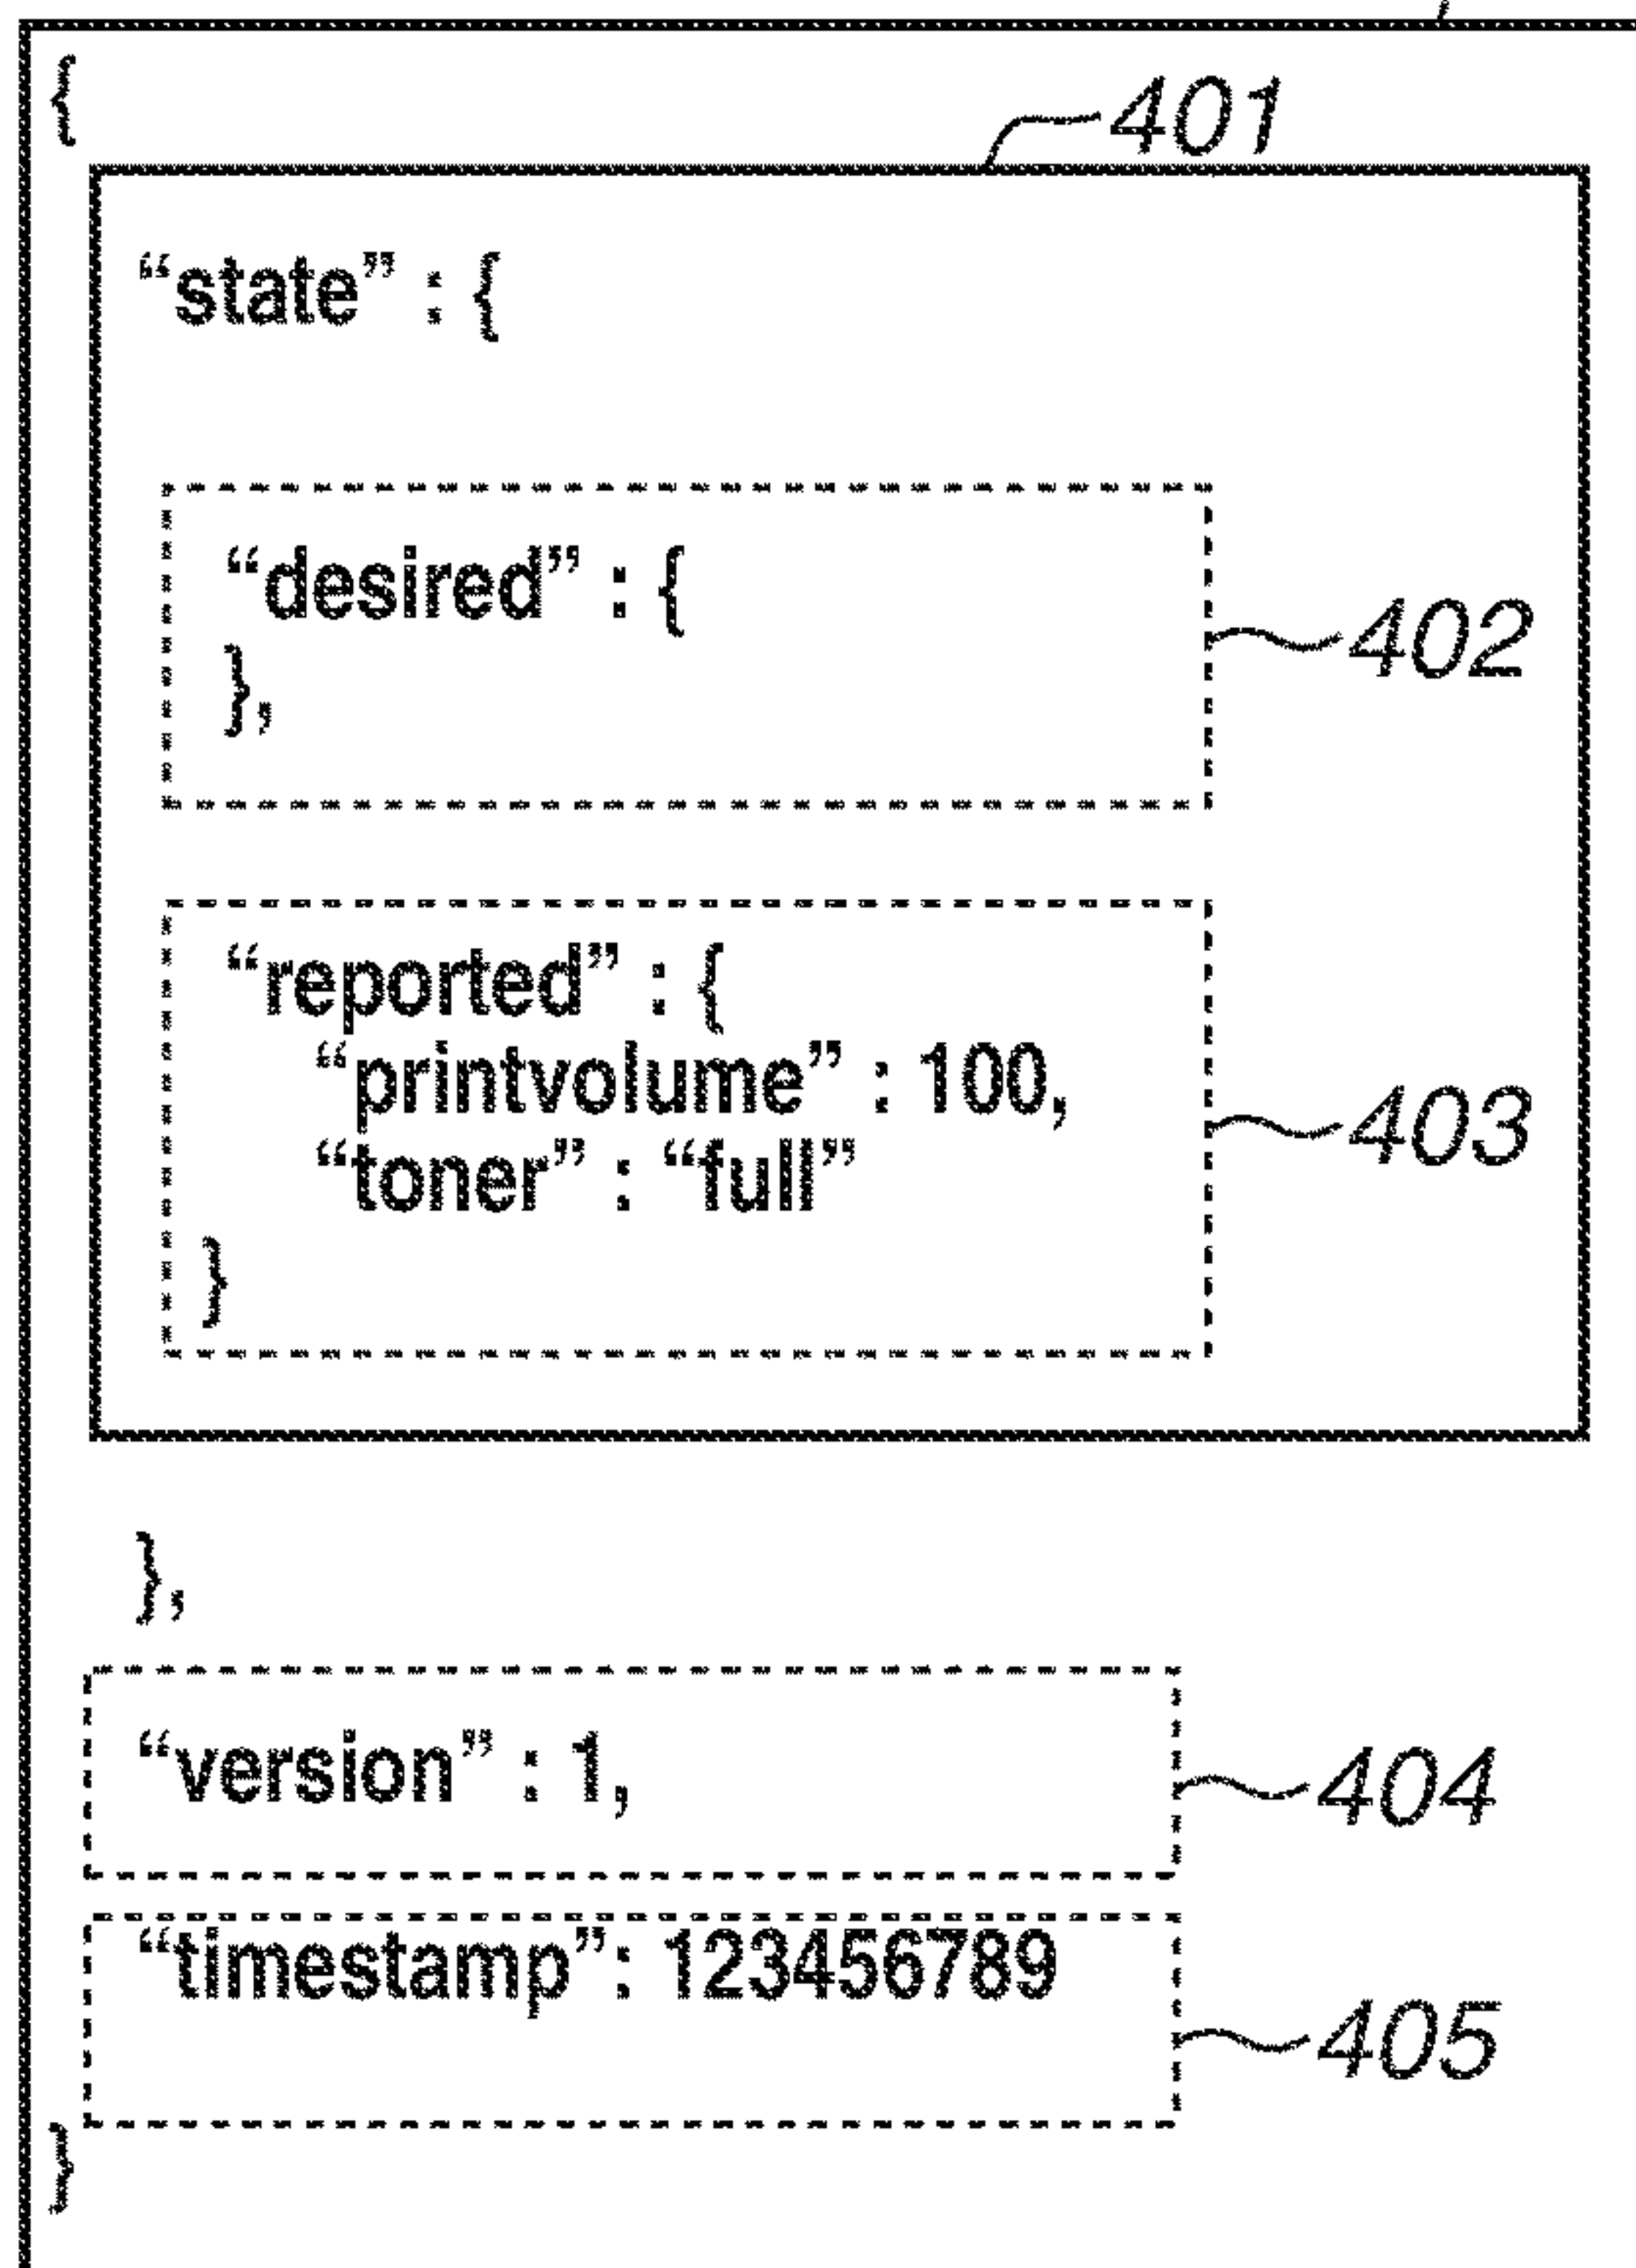 {
401
“state” : {
“desired” : {
402
},
“reported” : {
“printvolume” : 100,
403
“toner” : “full”
}
},
“version” : 1,
404
“timestamp”: 123456789
405
}